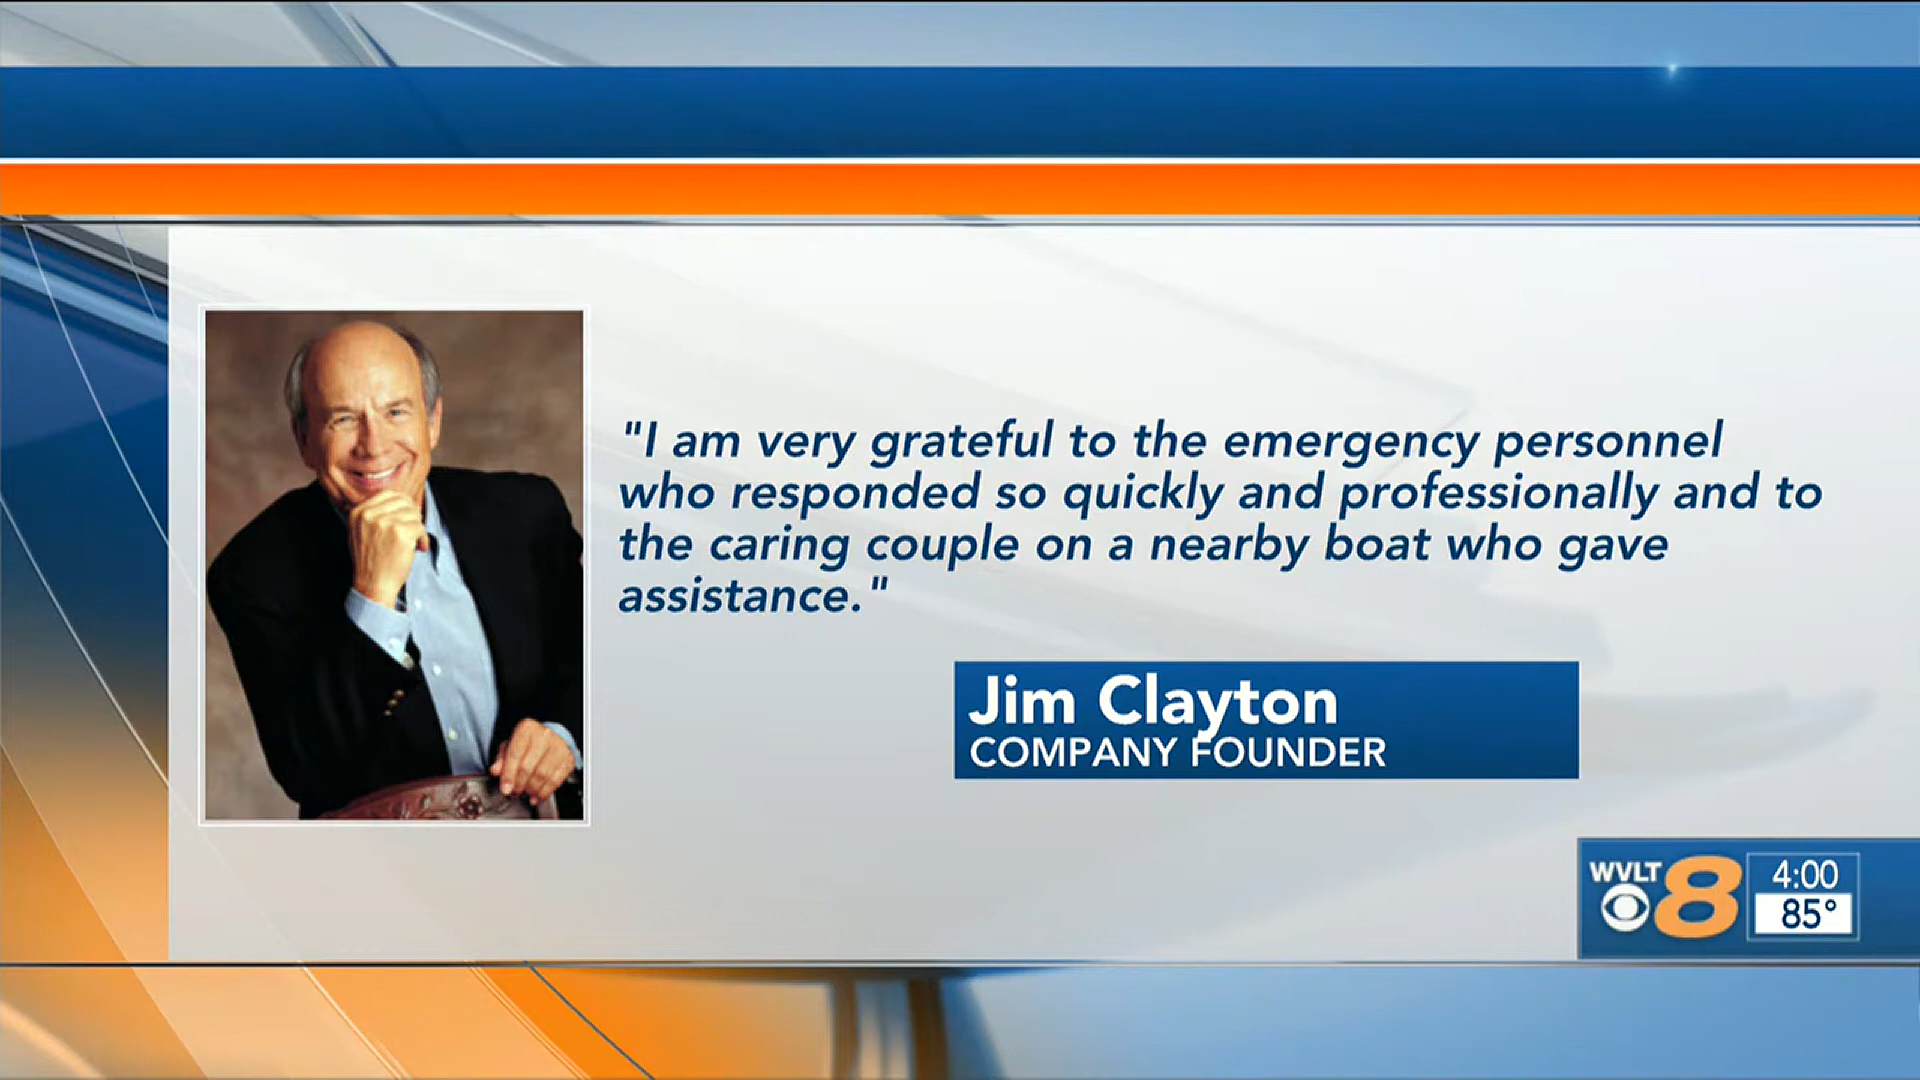 "I am very grateful to the emergency personnel
who responded so quickly and professionally and to
the caring couple on a nearby boat who gave
assistance."
Jim Clayton
COMPANY FOUNDER
WVLT 8
4:00
85°